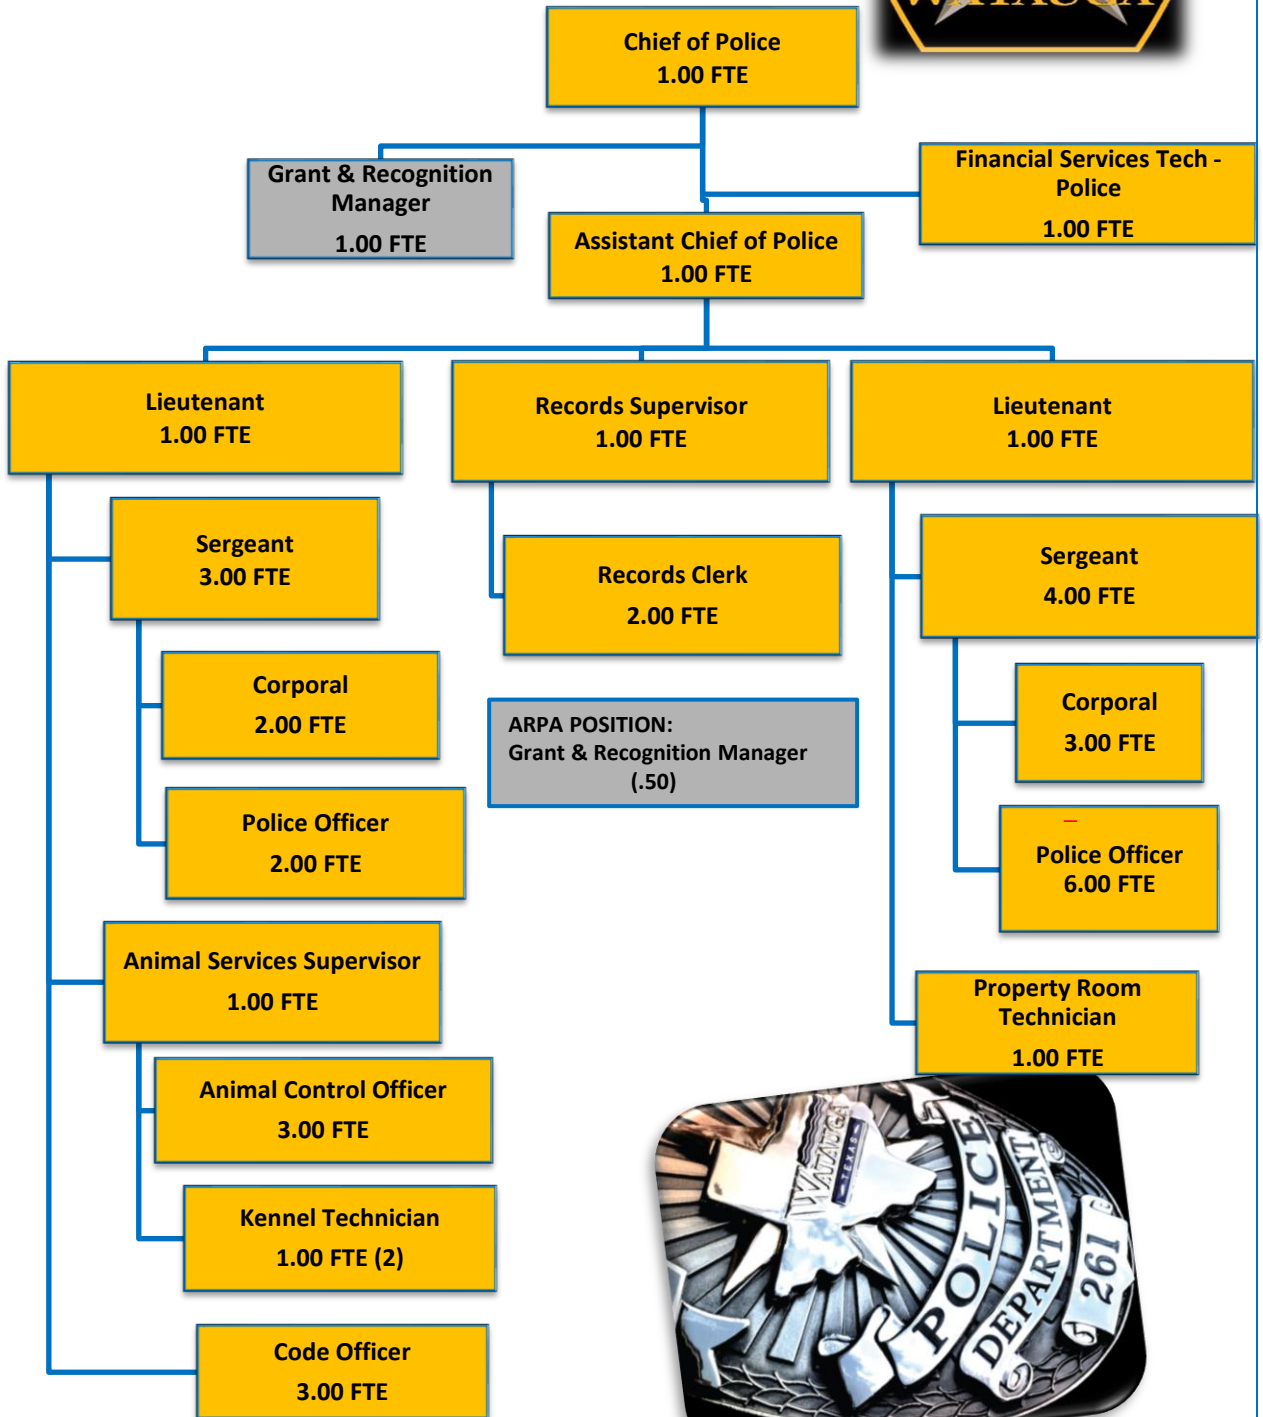 WATAUGA
Chief of Police
1.00 FTE
Grant & Recognition
Manager
1.00 FTE
Financial Services Tech -
Police
1.00 FTE
Assistant Chief of Police
1.00 FTE
Lieutenant
1.00 FTE
Records Supervisor
1.00 FTE
Lieutenant
1.00 FTE
Sergeant
3.00 FTE
Corporal
2.00 FTE
Police Officer
2.00 FTE
Records Clerk
2.00 FTE
ARPA POSITION:
Grant & Recognition Manager
(.50)
Sergeant
4.00 FTE
Corporal
3.00 FTE
Police Officer
6.00 FTE
Animal Services Supervisor
1.00 FTE
Animal Control Officer
3.00 FTE
Kennel Technician
1.00 FTE (2)
Code Officer
3.00 FTE
Property Room
Technician
1.00 FTE
WATAUGA
TEXAS
POLICE
DEPARTMENT
261